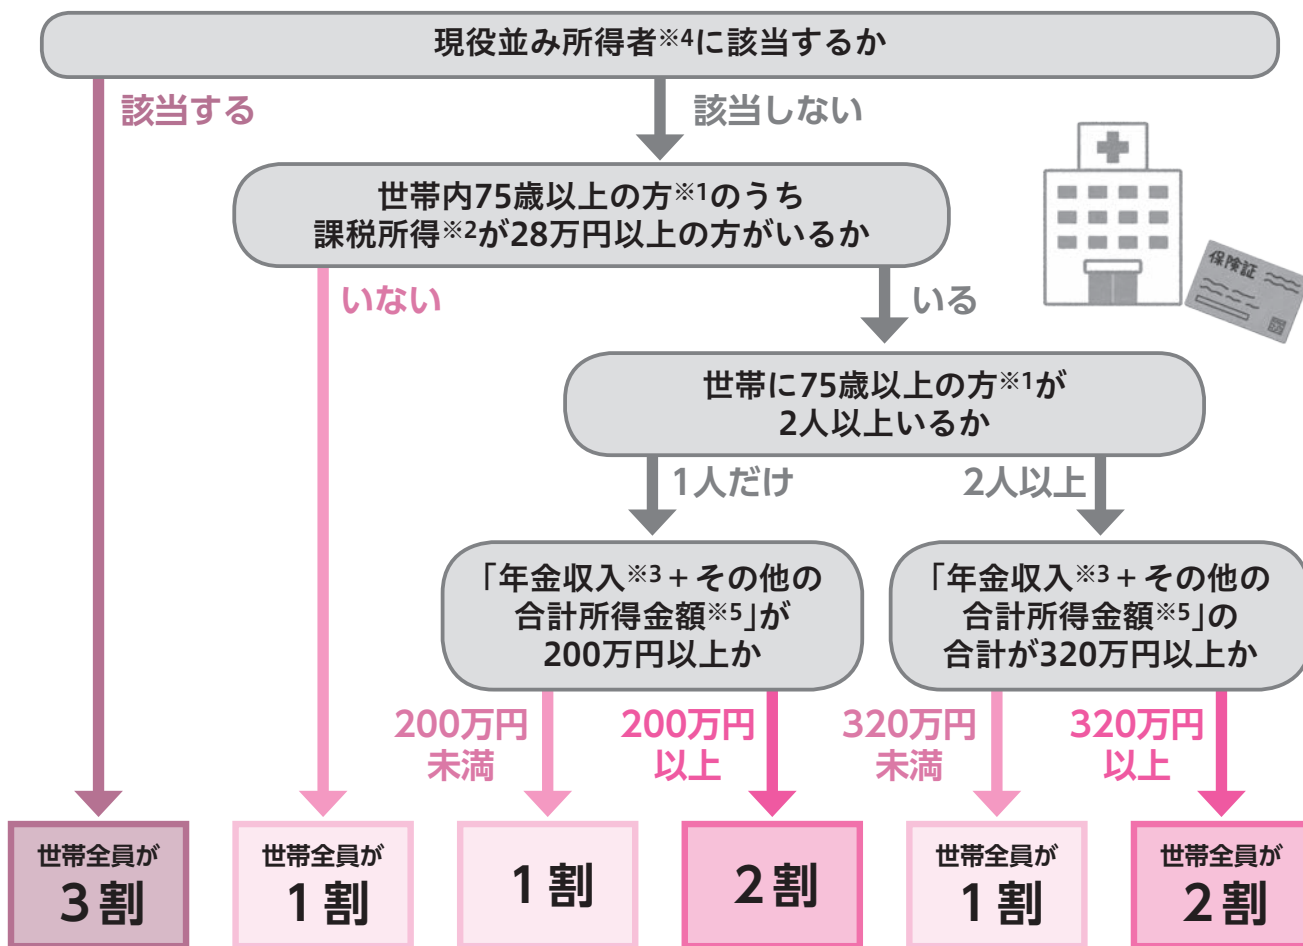 現役並み所得者※4に該当するか
該当する
該当しない
世帯内75歳以上の方※1のうち
課税所得※2が28万円以上の方がいるか
保険証
いない
いる
世帯に75歳以上の方※1が
2人以上いるか
1人だけ
2人以上
「年金収入※3+その他の
合計所得金額※5」が
200万円以上か
「年金収入※3+その他の
合計所得金額※5」の
合計が320万円以上か
200万円
未満
200万円
以上
320万円
未満
320万円
以上
世帯全員が
3割
世帯全員が
1割
1割
2割
世帯全員が
1割
世帯全員が
2割